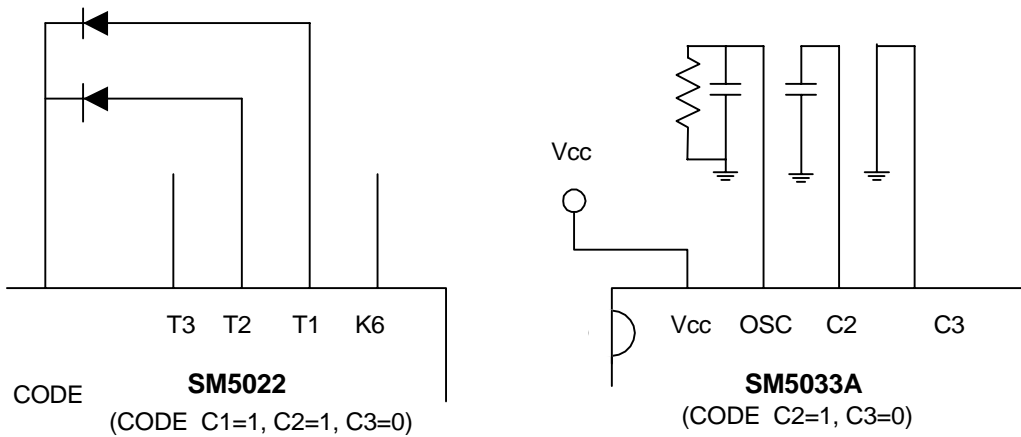 Vcc
T3 T2 T1 K6
Vcc OSC C2 C3
CODE
SM5022
SM5033A
(CODE C1=1, C2=1, C3=0)
(CODE C2=1, C3=0)